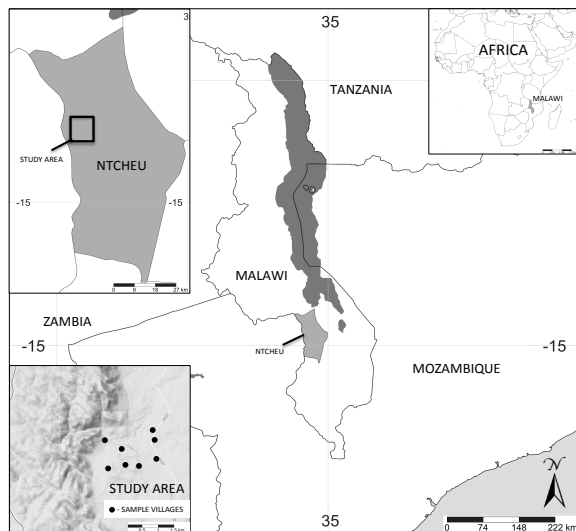 35
AFRICA
MALAWI
TANZANIA
STUDY AREA
NTCHEU
-15
-15
0 9 18 27 km
MALAWI
ZAMBIA
NTCHEU
-15
-15
MOZAMBIQUE
STUDY AREA
- SAMPLE VILLAGES
N
35
0 74 148 222 km